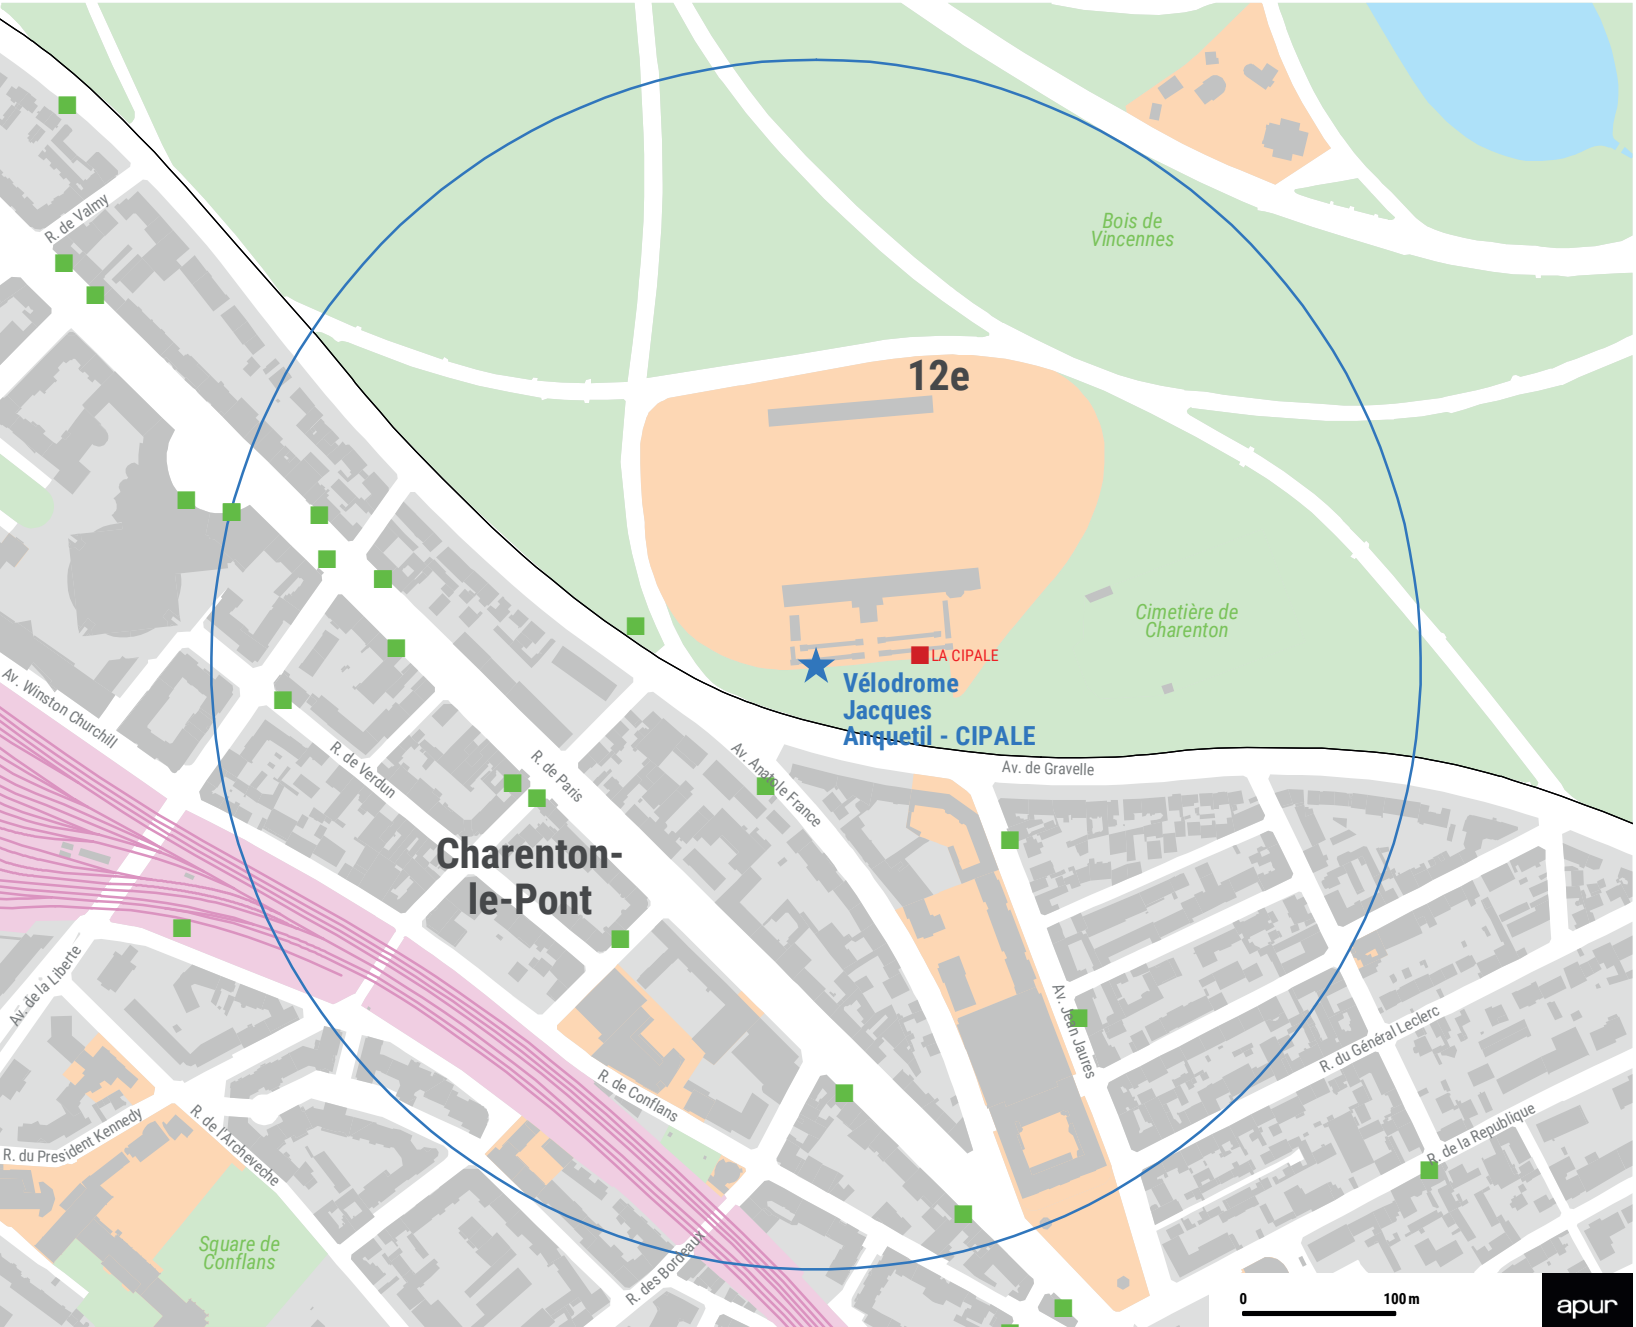 R. de Valmy
Bois de
Vincennes
12e
Cimetière de
Charenton
LA CIPALE
Vélodrome
Jacques
Anquetil - CIPALE
Av. Winston Churchill
R. de Verdun
R. de Paris
Av. Anatole France
Av. de Gravelle
Charenton-
le-Pont
Av. de la Liberte
Av. Jean Jaures
R. du Général Leclerc
R. de Conflans
R. du President Kennedy
R. de l'Archeveche
R. de la Republique
Square de
Conflans
R. des Bordeaux
0 100 m
apur